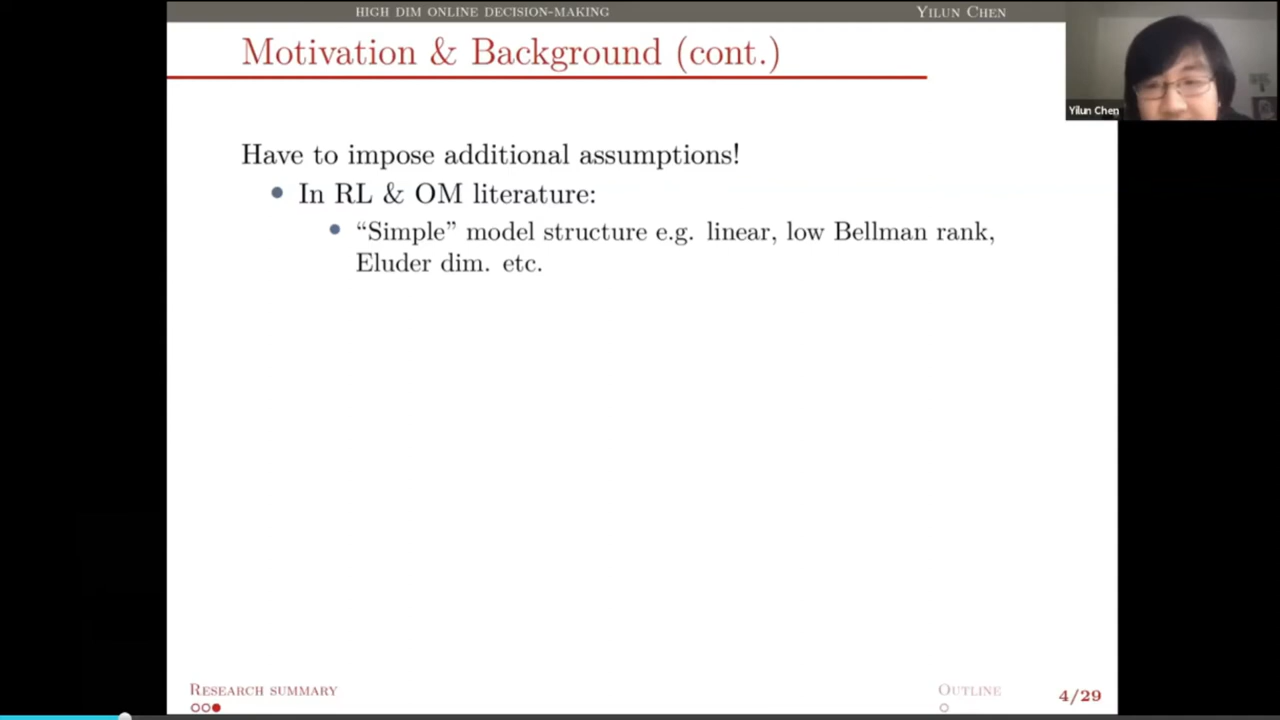 HIGH DIM ONLINE DECISION-MAKING
YILUN CHEN
Motivation & Background (cont.)
Yilun Chen
Have to impose additional assumptions!
• In RL & OM literature:
• “Simple” model structure e.g. linear, low Bellman rank,
Eluder dim. etc.
RESEARCH SUMMARY
OUTLINE
4/29